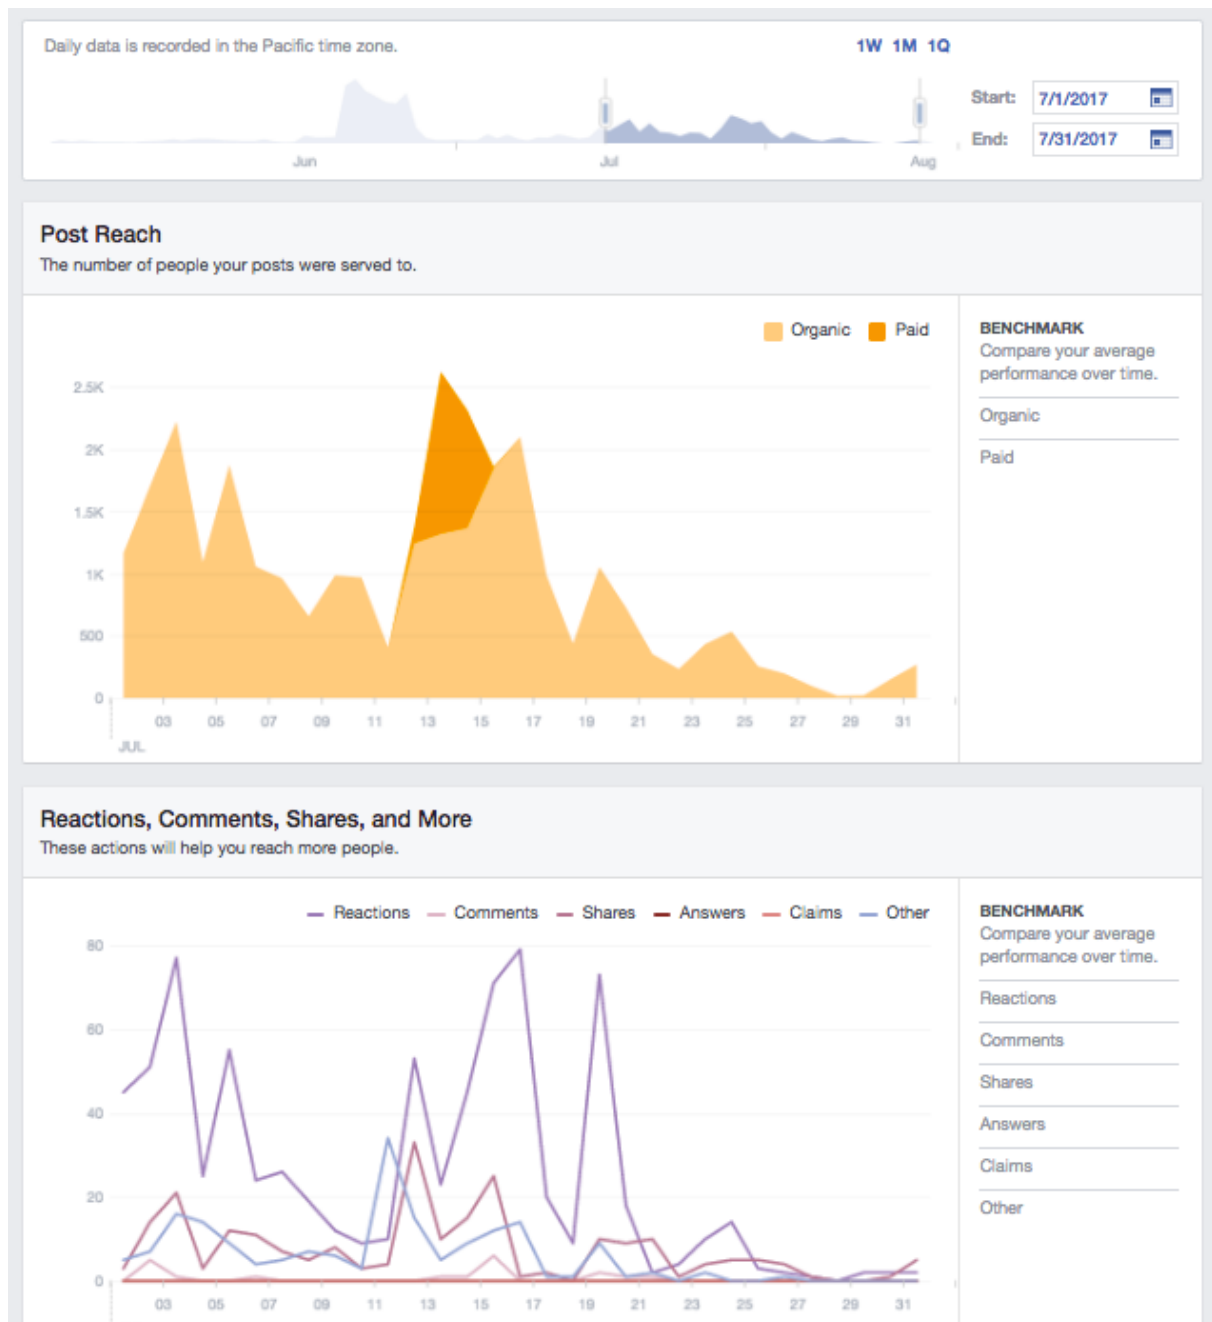 Daily data is recorded in the Pacific time zone.
1W 1M 1Q
Start: 7/1/2017
End: 7/31/2017
Jun Jul Aug
Post Reach
The number of people your posts were served to.
Organic Paid
2.5K
2K
1.5K
1K
500
0
03 05 07 09 11 13 15 17 19 21 23 25 27 29 31
JUL
BENCHMARK
Compare your average
performance over time.
Organic
Paid
Reactions, Comments, Shares, and More
These actions will help you reach more people.
Reactions Comments Shares Answers Claims Other
80
60
40
20
0
03 05 07 09 11 13 15 17 19 21 23 25 27 29 31
BENCHMARK
Compare your average
performance over time.
Reactions
Comments
Shares
Answers
Claims
Other